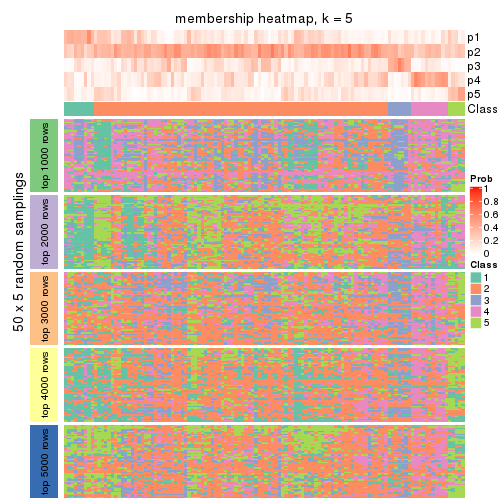 membership heatmap, k = 5
p1
p2
p3
p4
p5
Class
50 x 5 random samplings
top 1000 rows
top 2000 rows
top 3000 rows
top 4000 rows
top 5000 rows
Prob
1
0.8
0.6
0.4
0.2
0
Class
1
2
3
4
5